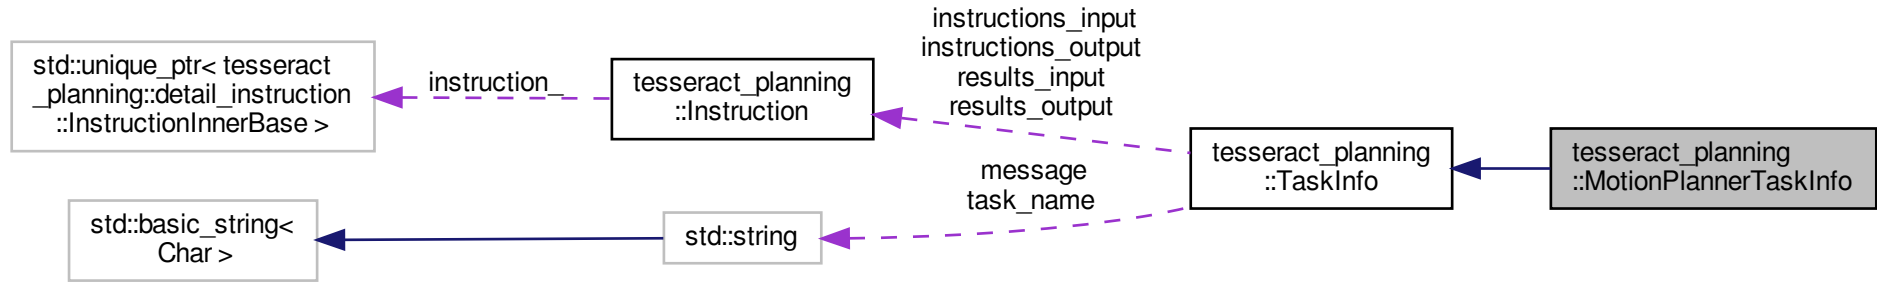 std::unique_ptr< tesseract
_planning::detail_instruction
::InstructionInnerBase >
instruction_
tesseract_planning
::Instruction
instructions_input
instructions_output
results_input
results_output
tesseract_planning
::TaskInfo
tesseract_planning
::MotionPlannerTaskInfo
message
task_name
std::basic_string<
Char >
std::string